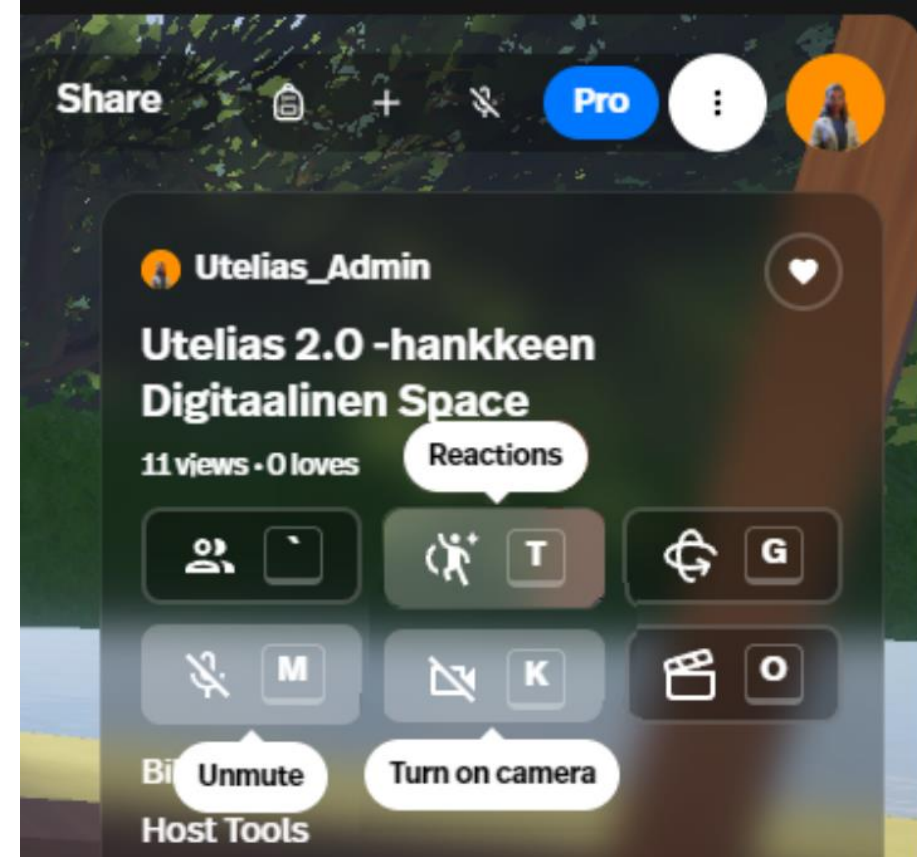 Share
Pro
Utelias_Admin
Utelias 2.0 -hankkeen
Digitaalinen Space
11 views · 0 loves
Reactions
` T G
M K O
Unmute
Turn on camera
Host Tools